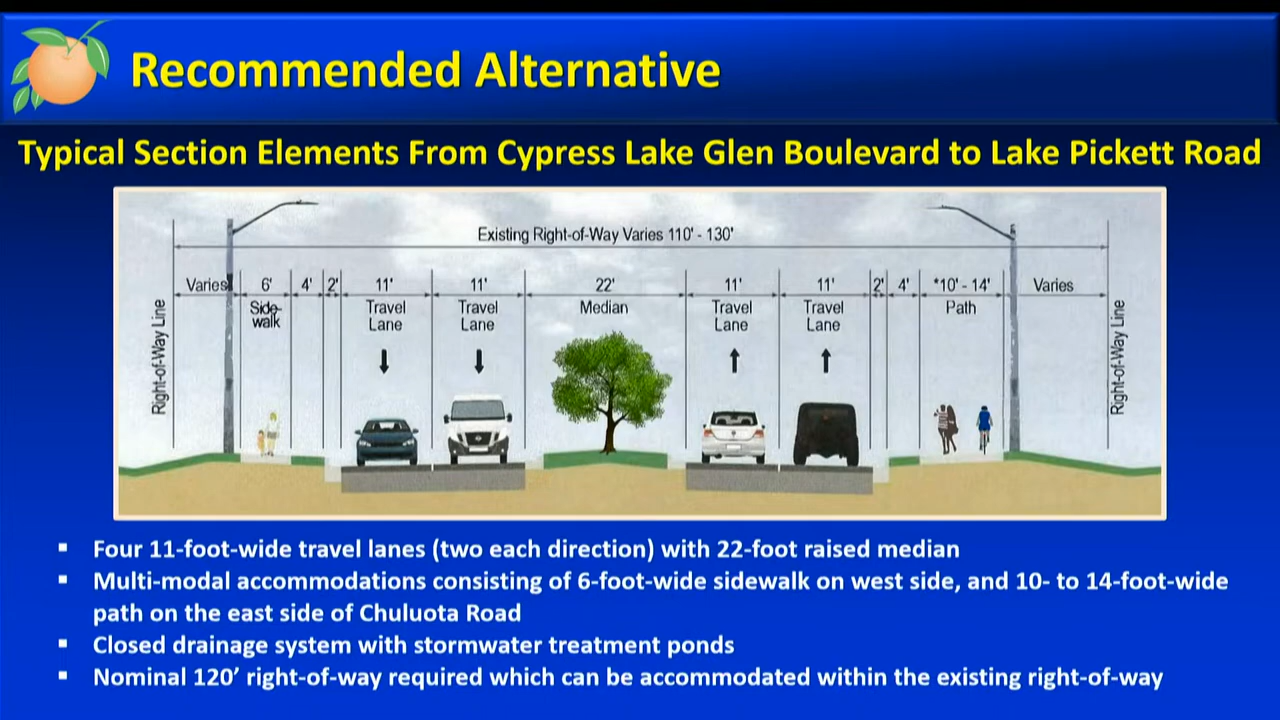 Recommended Alternative
Typical Section Elements From Cypress Lake Glen Boulevard to Lake Pickett Road
Existing Right-of-Way Varies 110' - 130'
Varies 6' 4' 2' 11' 11' 22' 11' 11' 2' 4' *10' - 14' Varies
Side-
walk
Travel
Lane
Travel
Lane
Median
Travel
Lane
Travel
Lane
Path
Right-of-Way Line
Right-of-Way Line
▪ Four 11-foot-wide travel lanes (two each direction) with 22-foot raised median
▪ Multi-modal accommodations consisting of 6-foot-wide sidewalk on west side, and 10- to 14-foot-wide
path on the east side of Chuluota Road
▪ Closed drainage system with stormwater treatment ponds
▪ Nominal 120’ right-of-way required which can be accommodated within the existing right-of-way